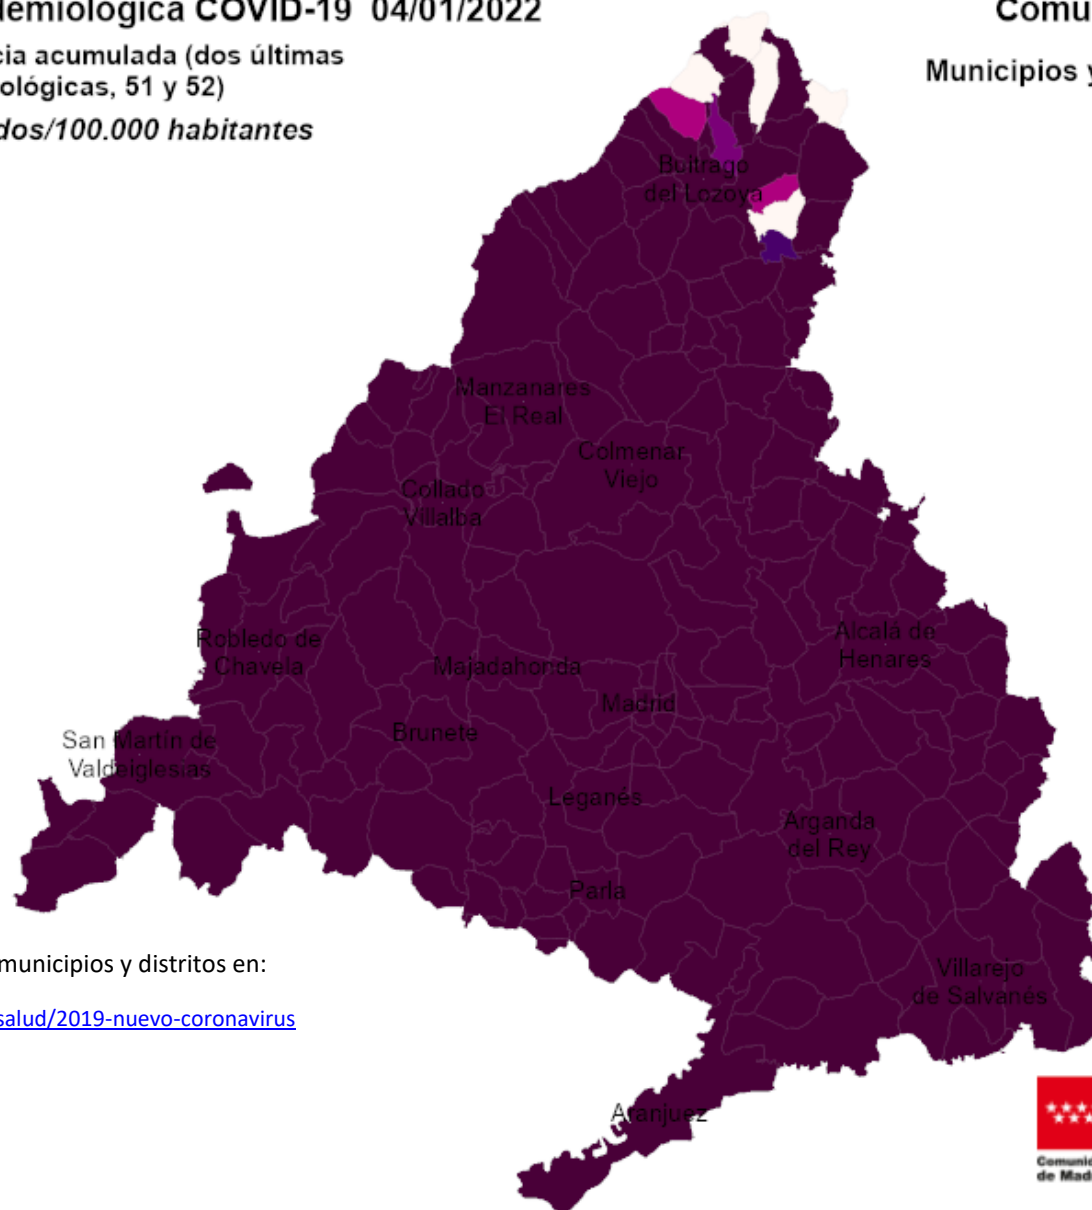 demiológica COVID-19 04/01/2022
Comu
cia acumulada (dos últimas
ológicas, 51 y 52)
Municipios y
dos/100.000 habitantes
Buitrago
del Lozoya
Manzanares
El Real
Colmenar
Viejo
Collado
Villalba
Robledo de
Chavela
Alcalá de
Henares
Majadahonda
Madrid
San Martín de
Valdeiglesias
Brunete
Leganés
Arganda
del Rey
Parla
municipios y distritos en:
Villarejo
de Salvanés
salud/2019-nuevo-coronavirus
Aranjuez
Comunid
de Mad